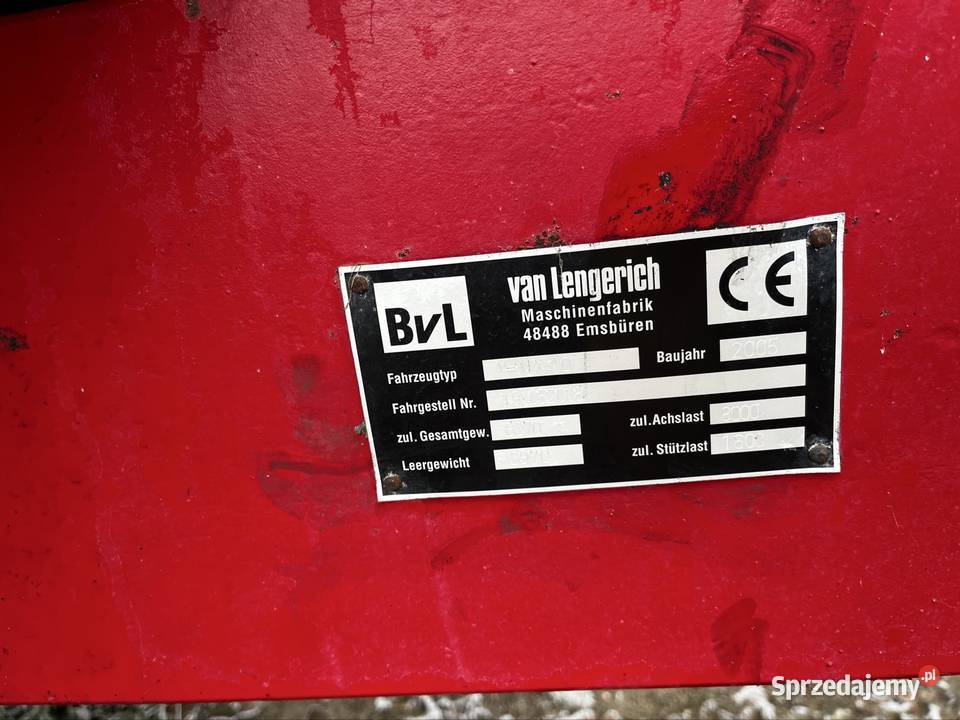 BvL
van Lengerich
Maschinenfabrik
48488 Emsbüren
CE
Fahrzeugtyp
Baujahr 2005
Fahrgestell Nr.
zul. Gesamtgew.
zul. Achslast 8000
Leergewicht
zul. Stützlast
Sprzedajemy.pl